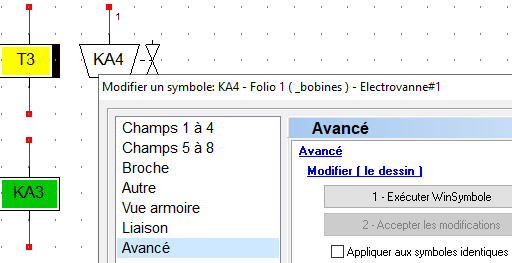 1
T3
KA4
Modifier un symbole: KA4 - Folio 1 ( _bobines ) - Electrovanne#1
Champs 1 à 4
Champs 5 à 8
Broche
Autre
Vue armoire
Liaison
Avancé
Avancé
Avancé
Modifier ( le dessin )
1 - Exécuter WinSymbole
2 - Accepter les modifications
Appliquer aux symboles identiques
KA3